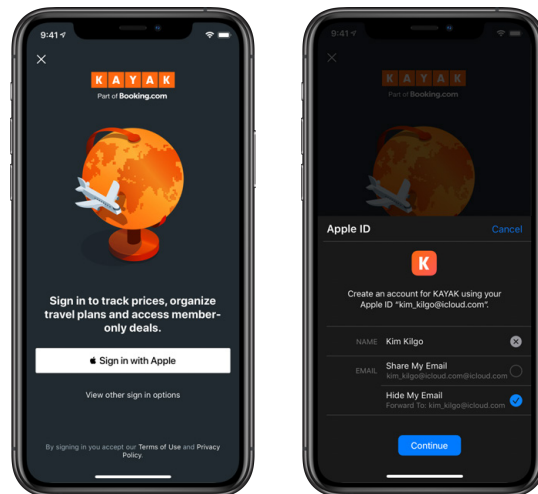 9:41
K A Y A K
Part of Booking.com
Sign in to track prices, organize
travel plans and access member-
only deals.
Sign in with Apple
View other sign in options
By signing in you accept our Terms of Use and Privacy
Policy.
9:41
K A Y A K
Part of Booking.com
Apple ID
Cancel
K
Create an account for KAYAK using your
Apple ID "kim_kilgo@icloud.com".
NAME Kim Kilgo
EMAIL Share My Email
kim_kilgo@icloud.com@icloud.com
Hide My Email
Forward To: kim_kilgo@icloud.com
Continue